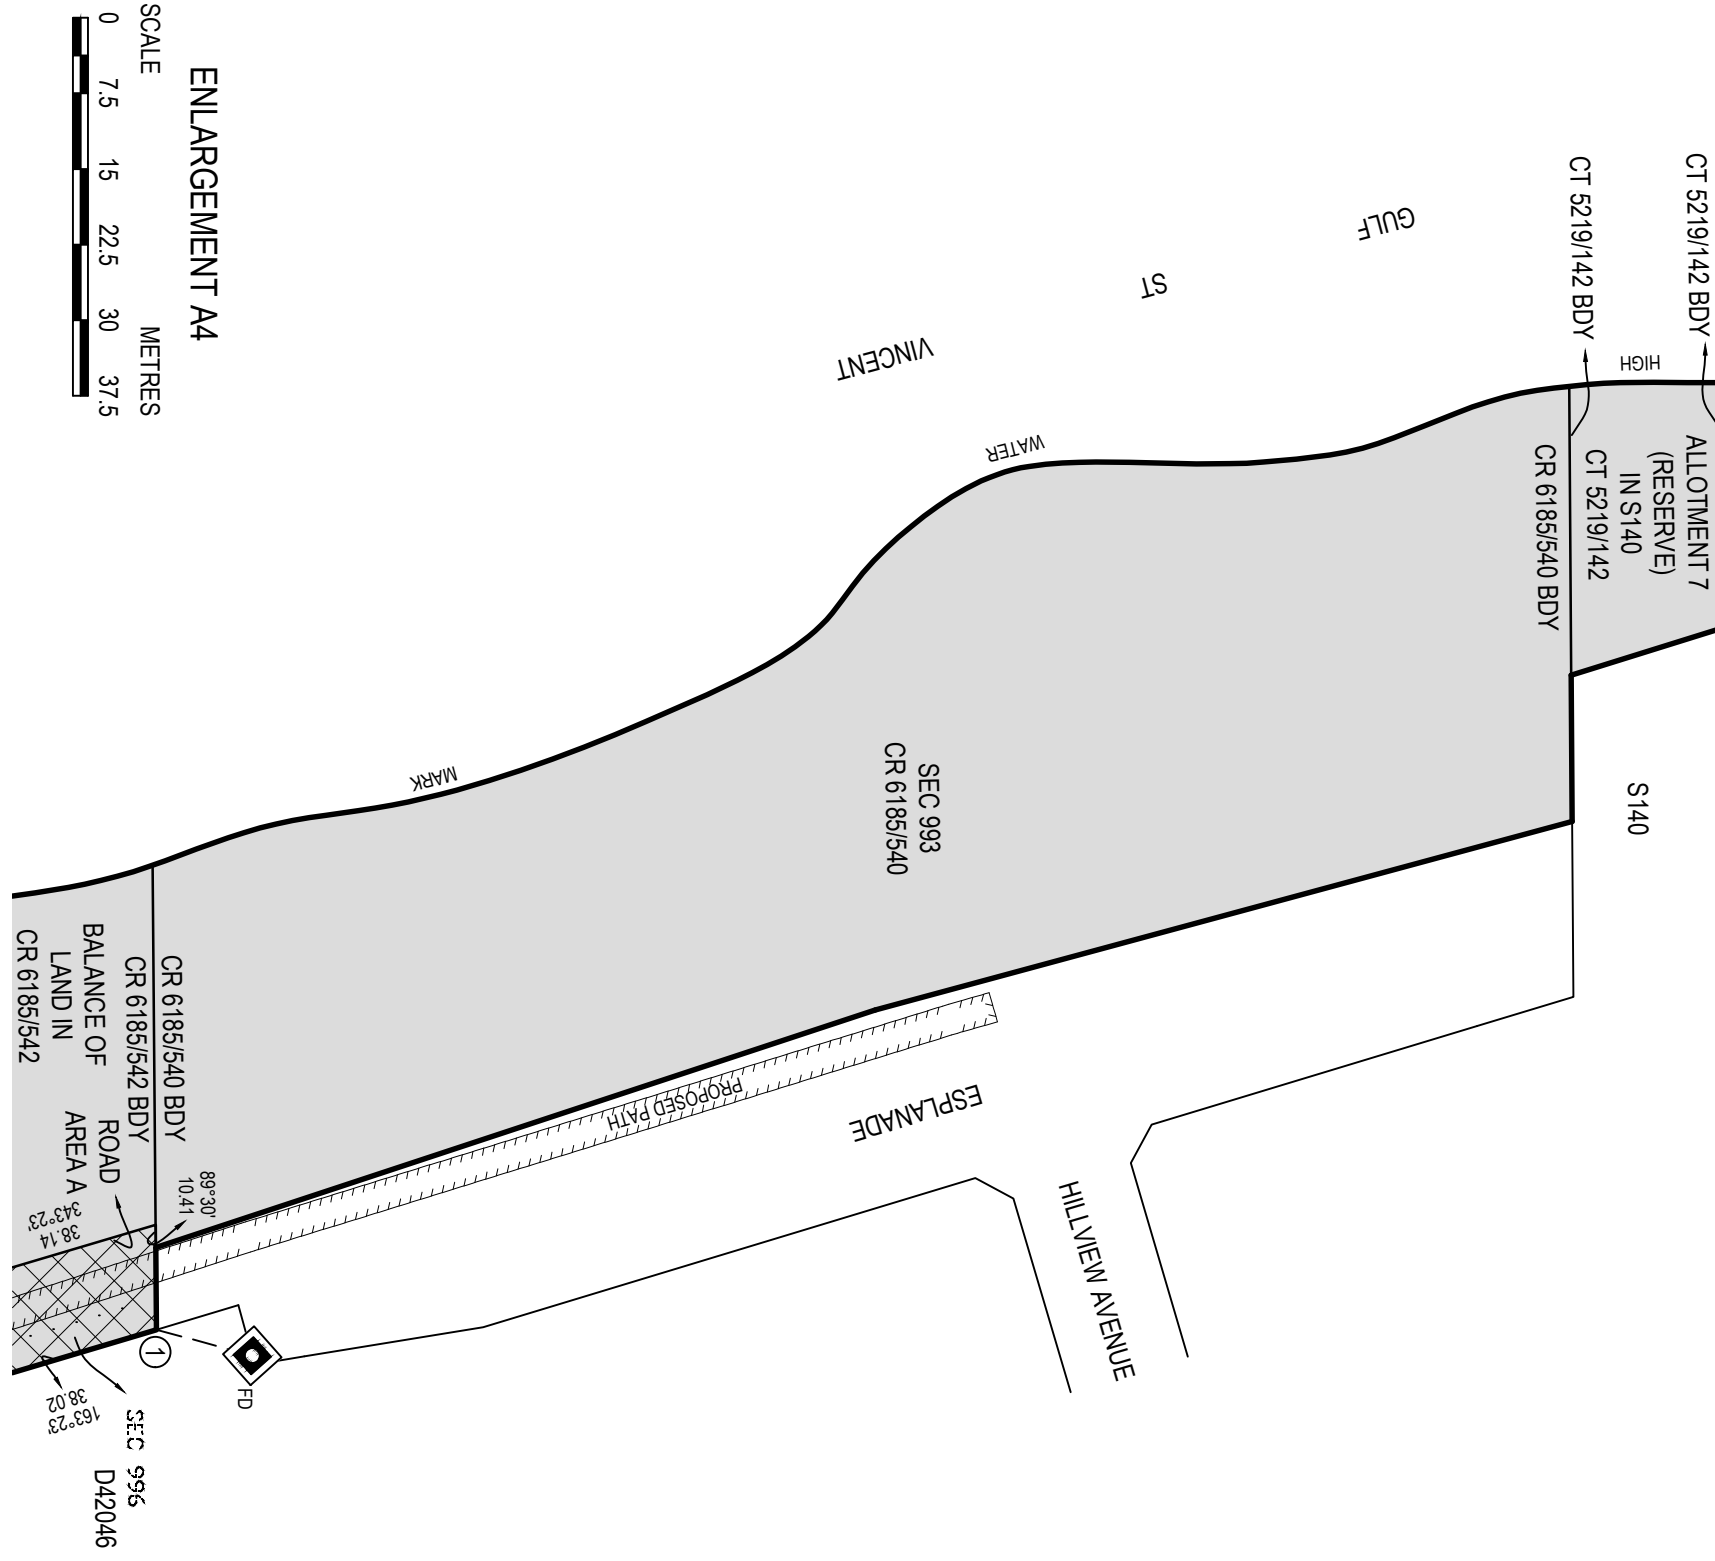 ENLARGEMENT A4
SCALE
METRES
0 7.5 15 22.5 30 37.5
GULF
ST
VINCENT
CT 5219/142 BDY
CT 5219/142 BDY
HIGH
WATER
MARK
ALLOTMENT 7
(RESERVE)
IN S140
CT 5219/142
CR 6185/540 BDY
S140
SEC 993
CR 6185/540
PROPOSED PATH
ESPLANADE
HILLVIEW AVENUE
CR 6185/540 BDY
CR 6185/542 BDY
BALANCE OF
LAND IN
CR 6185/542
ROAD
AREA A
89°30'
10.41
343°23'
38.14
163°23'
38.02
1
FD
SEC 996
D42046